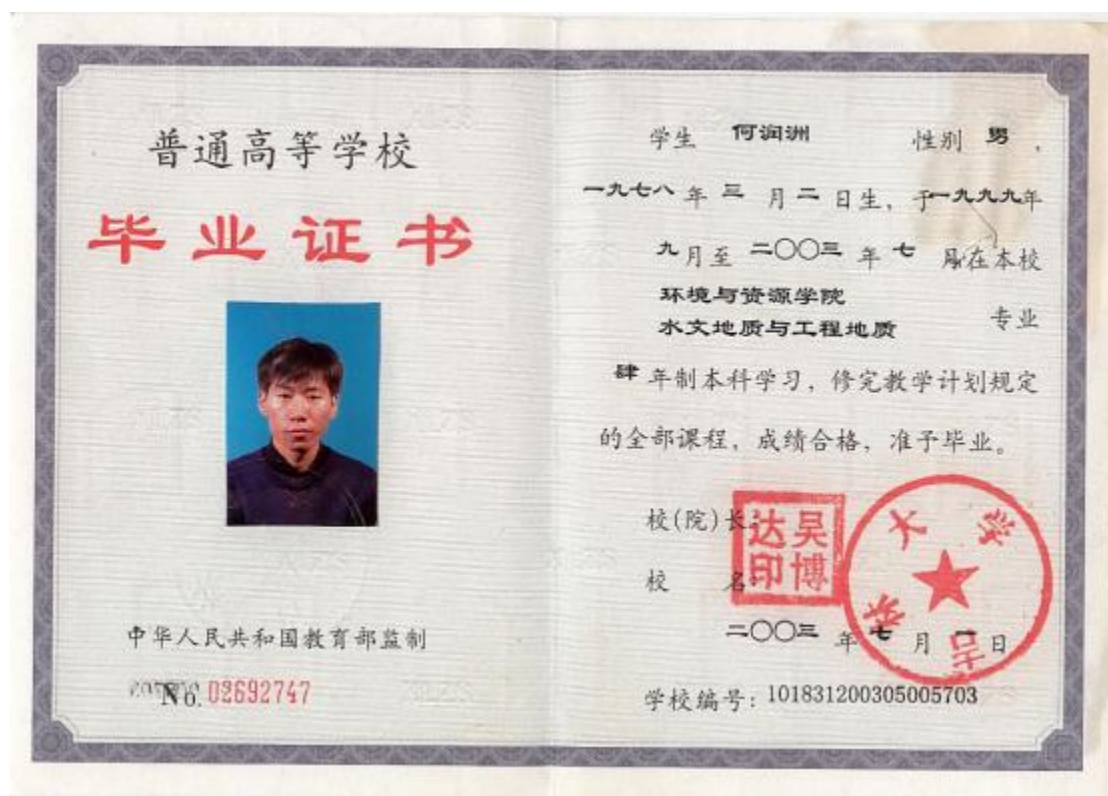 普通高等学校
毕业证书
中华人民共和国教育部监制
No. 02692747
学生 何润洲 性别 男 ,
一九七八 年 三 月 二 日生, 于一九九九年
九月至 二〇〇三 年 七 月在本校
环境与资源学院
水文地质与工程地质 专业
肆 年制本科学习, 修完教学计划规定
的全部课程, 成绩合格, 准予毕业。
校(院)长:
吴博达印
校 名:
吉林大学
二〇〇三 年 七 月 一 日
学校编号: 101831200305005703